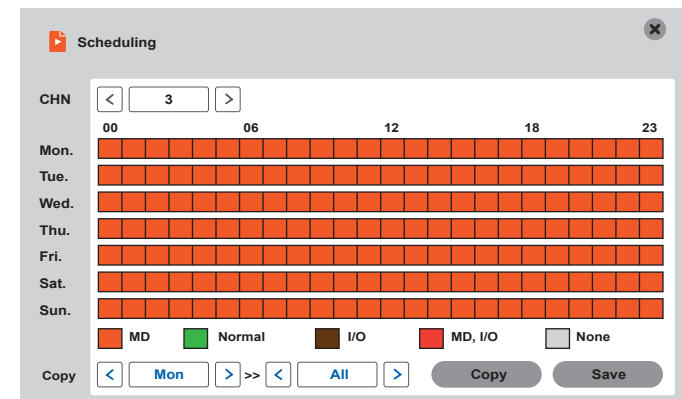 Scheduling
CHN < 3 >
00 06 12 18 23
Mon.
Tue.
Wed.
Thu.
Fri.
Sat.
Sun.
MD Normal I/O MD, I/O None
Copy < Mon > >> < All > Copy Save